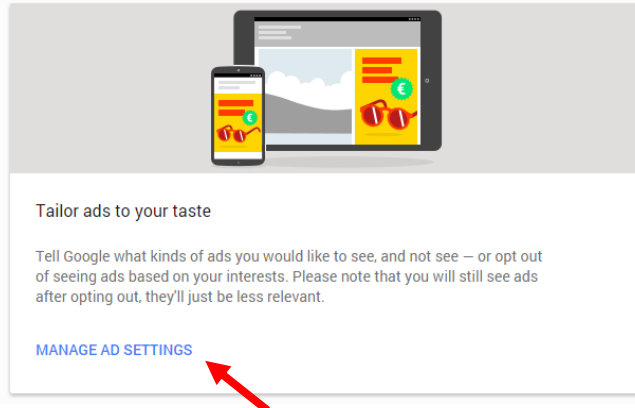 €
€
Tailor ads to your taste
Tell Google what kinds of ads you would like to see, and not see — or opt out
of seeing ads based on your interests. Please note that you will still see ads
after opting out, they'll just be less relevant.
MANAGE AD SETTINGS